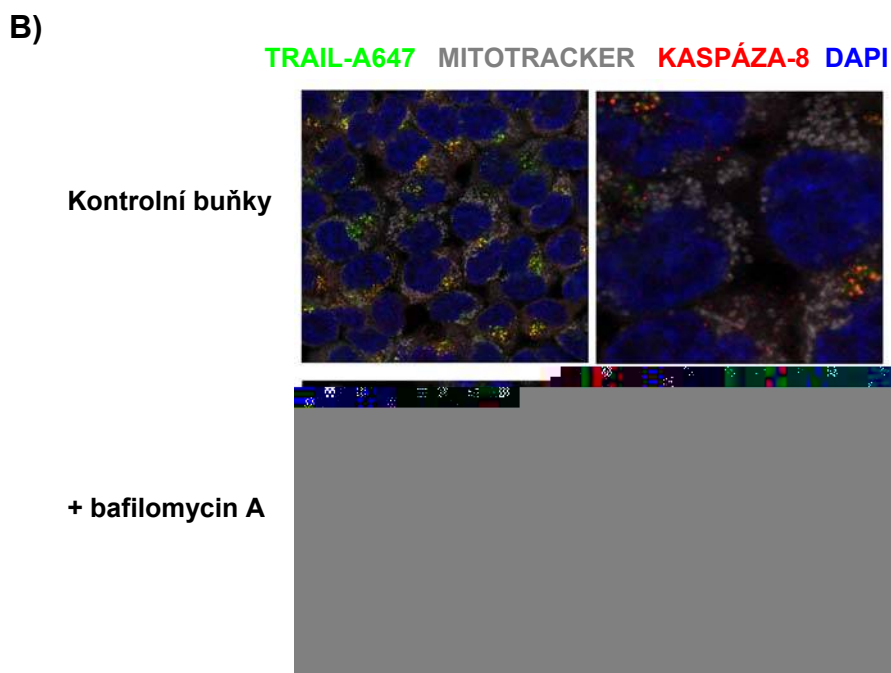 B)
TRAIL-A647 MITOTRACKER KASPÁZA-8 DAPI
Kontrolní buňky
+ bafilomycin A